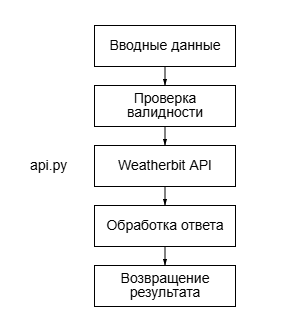 Вводные данные
Проверка
валидности
api.py
Weatherbit API
Обработка ответа
Возвращение
результата